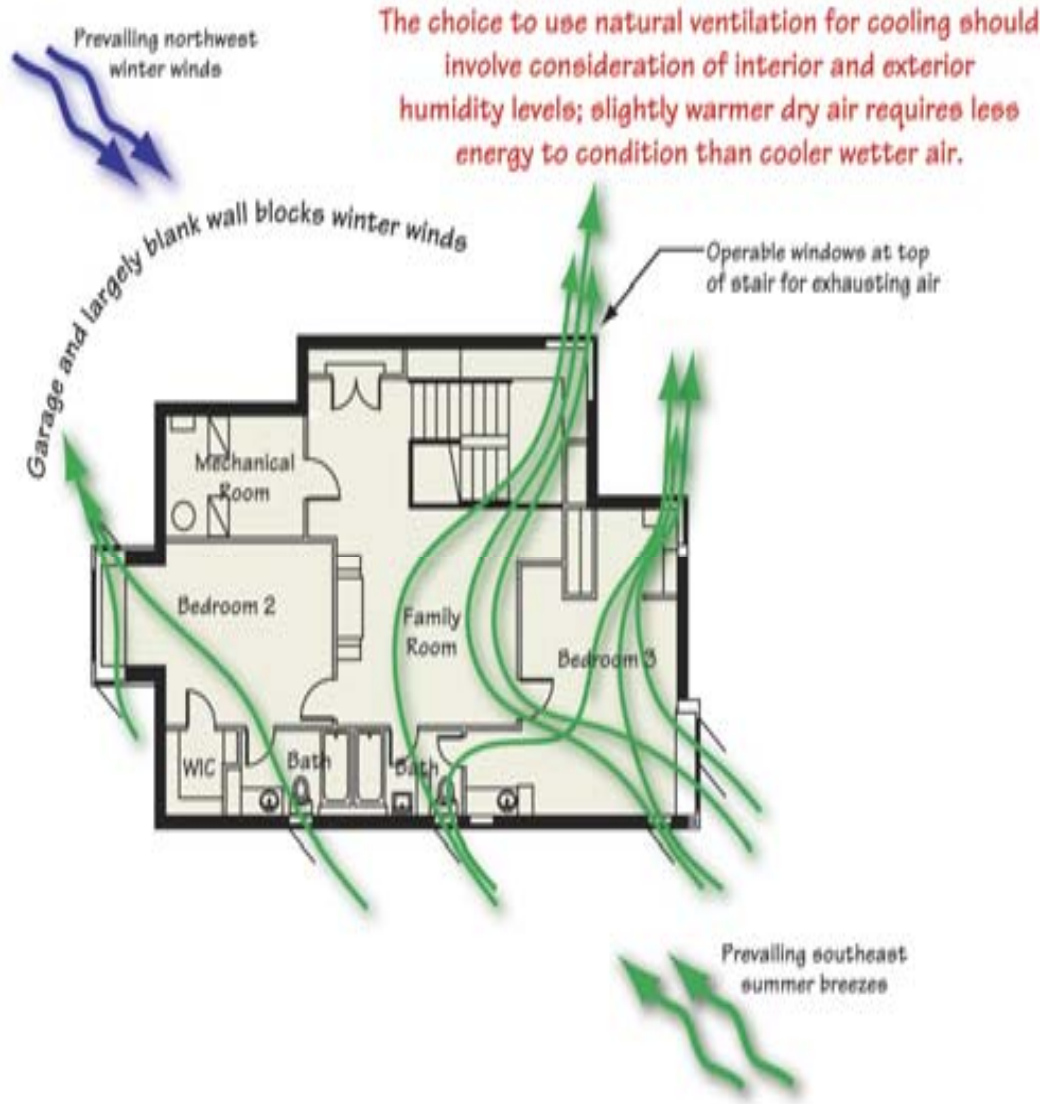 Prevailing northwest
winter winds
The choice to use natural ventilation for cooling should
involve consideration of interior and exterior
humidity levels; slightly warmer dry air requires less
energy to condition than cooler wetter air.
Garage and largely blank wall blocks winter winds
Operable windows at top
of stair for exhausting air
Mechanical
Room
Bedroom 2
Family
Room
Bedroom 3
WIC
Bath
Bath
Prevailing southeast
summer breezes